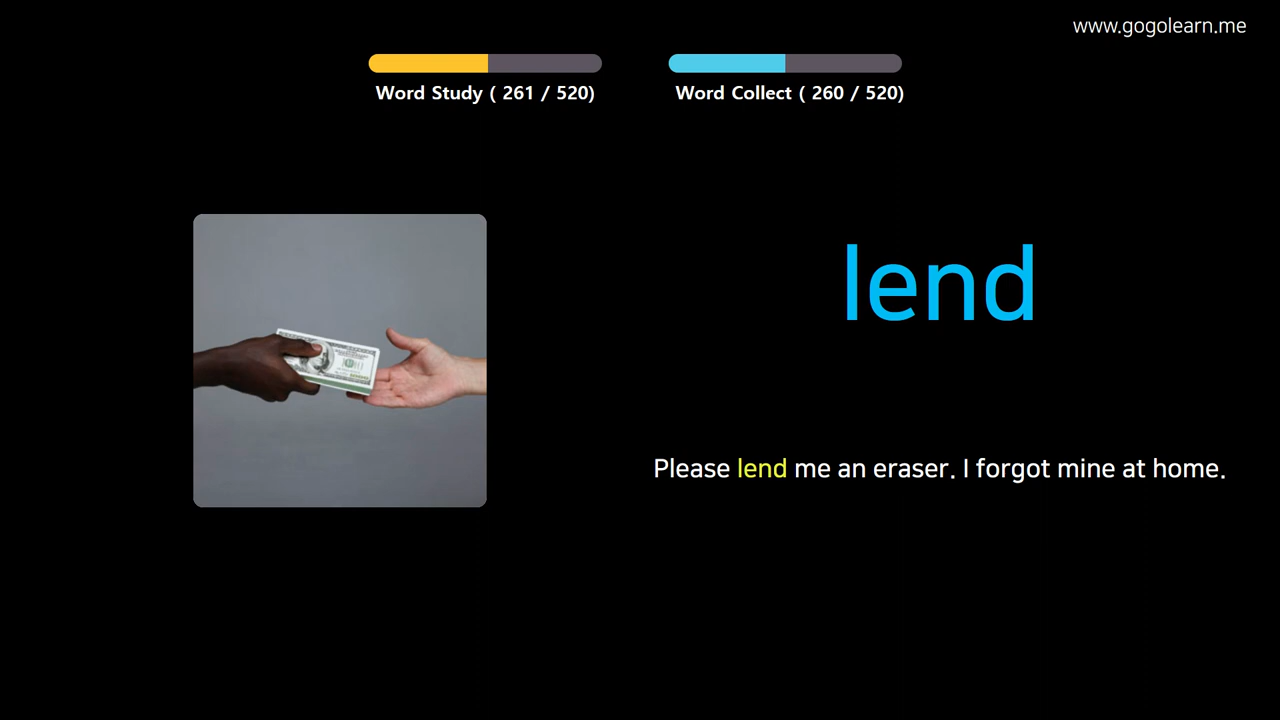 www.gogolearn.me
Word Study ( 261 / 520)
Word Collect ( 260 / 520)
lend
Please lend me an eraser. I forgot mine at home.